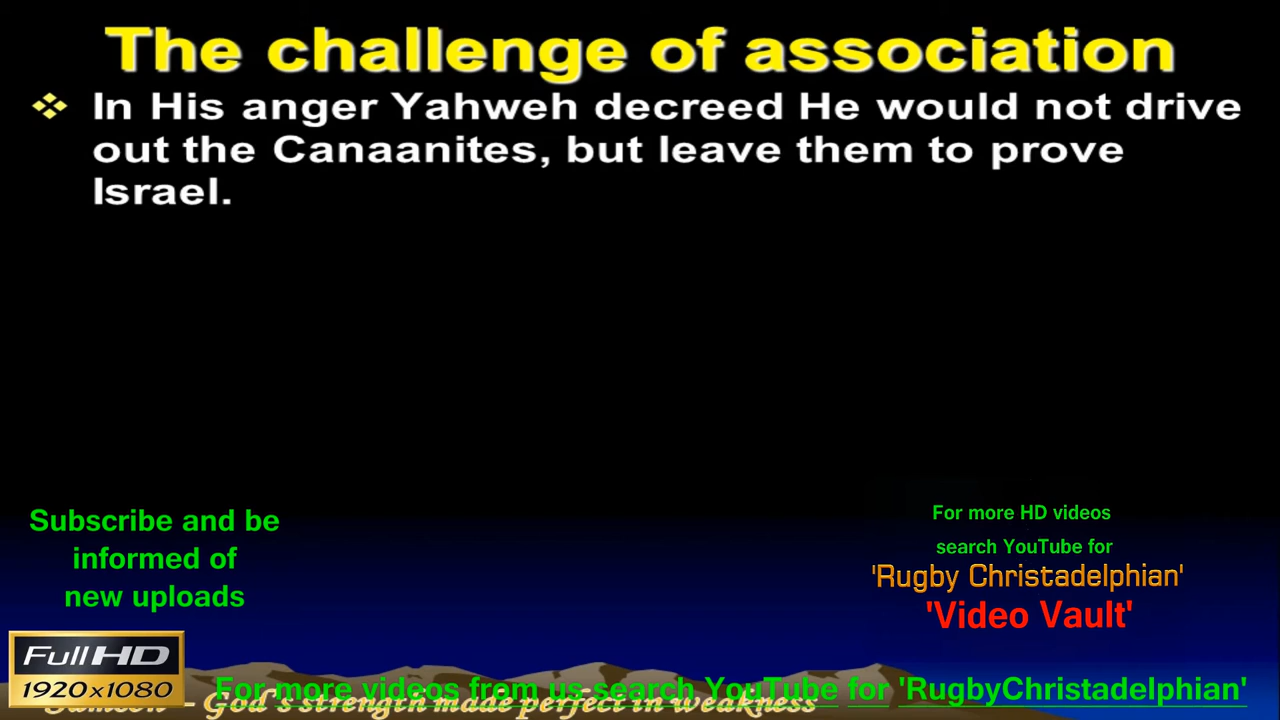 The challenge of association
❖ In His anger Yahweh decreed He would not drive
out the Canaanites, but leave them to prove
Israel.
Subscribe and be
informed of
new uploads
For more HD videos
search YouTube for
'Rugby Christadelphian'
'Video Vault'
Full HD
1920x1080
For more videos from us search YouTube for 'RugbyChristadelphian'
– God's strength made perfect in weakness